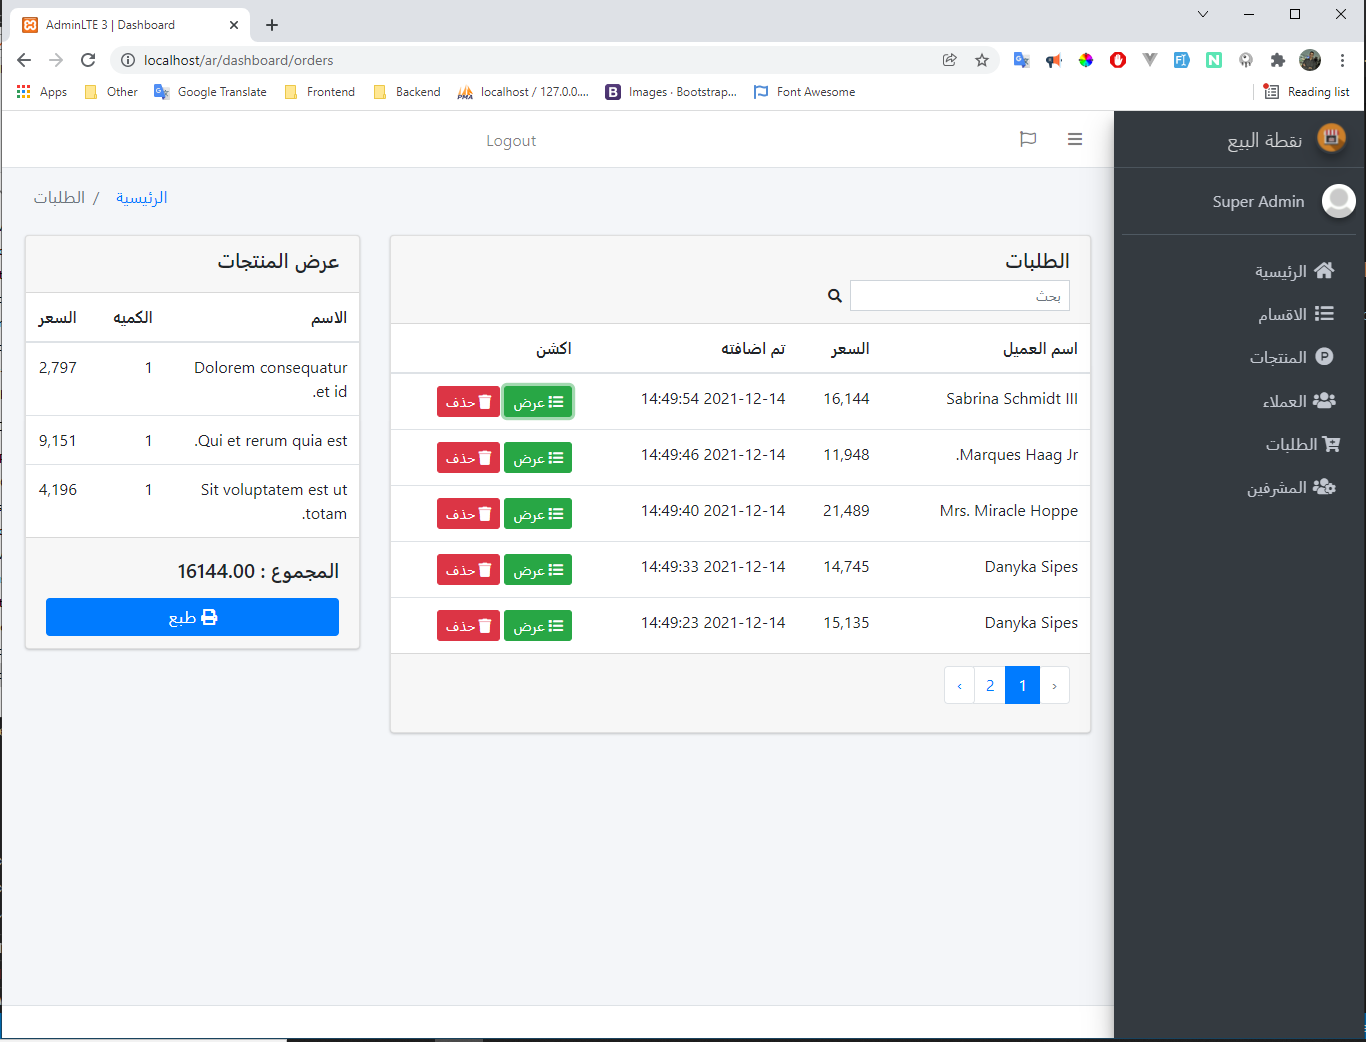 AdminLTE 3 | Dashboard
localhost/ar/dashboard/orders
Apps
Other
Google Translate
Frontend
Backend
localhost / 127.0.0....
Images · Bootstrap...
Font Awesome
Reading list
نقطة البيع
Logout
Super Admin
الرئيسية
الاقسام
المنتجات
العملاء
الطلبات
المشرفين
الرئيسية / الطلبات
الطلبات
بحث
اسم العميل السعر تم اضافته اكشن
Sabrina Schmidt III 16,144 14:49:54 2021-12-14 عرض حذف
.Marques Haag Jr 11,948 14:49:46 2021-12-14 عرض حذف
Mrs. Miracle Hoppe 21,489 14:49:40 2021-12-14 عرض حذف
Danyka Sipes 14,745 14:49:33 2021-12-14 عرض حذف
Danyka Sipes 15,135 14:49:23 2021-12-14 عرض حذف
‹ 1 2 ›
عرض المنتجات
الاسم الكميه السعر
Dolorem consequatur 1 2,797
.et id
.Qui et rerum quia est 1 9,151
Sit voluptatem est ut 1 4,196
.totam
المجموع : 16144.00
طبع